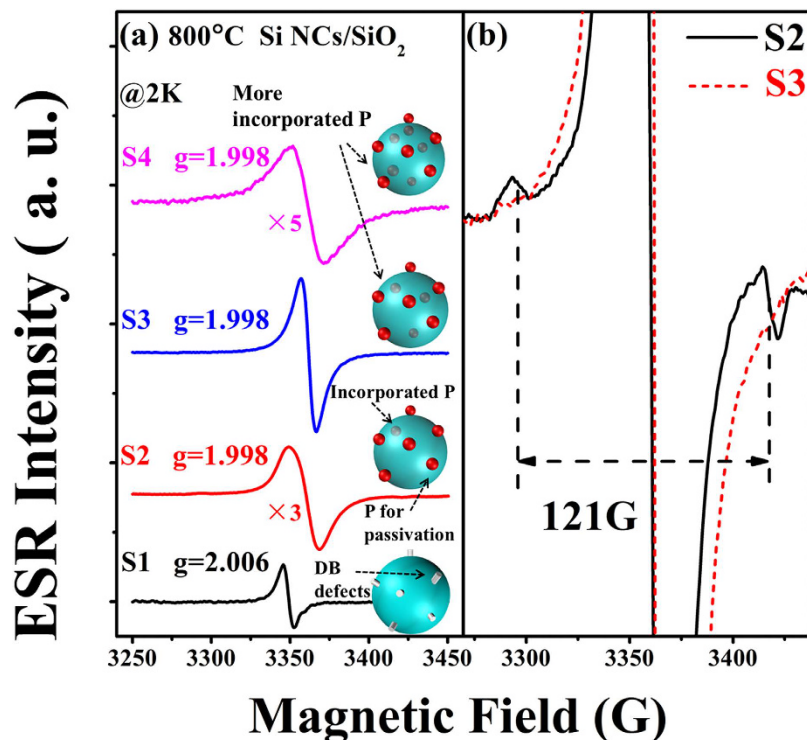 ESR Intensity ( a. u.)
(a) 800°C Si NCs/SiO₂
@2K
More
incorporated P
S4 g=1.998
×5
S3 g=1.998
Incorporated P
S2 g=1.998
×3
P for
passivation
S1 g=2.006
DB
defects
3250 3300 3350 3400 3450
(b)
S2
S3
121G
3300 3350 3400
Magnetic Field (G)